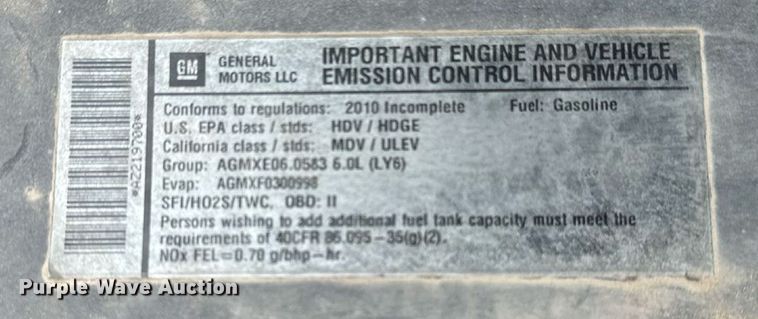 GM
GENERAL
MOTORS LLC
IMPORTANT ENGINE AND VEHICLE
EMISSION CONTROL INFORMATION
Conforms to regulations: 2010 Incomplete Fuel: Gasoline
U.S. EPA class / stds: HDV / HDGE
California class / stds: MDV / ULEV
Group: AGMXE06.0583 6.0L (LY6)
Evap: AGMXF0300998
SFI/HO2S/TWC, OBD: II
Persons wishing to add additional fuel tank capacity must meet the
requirements of 40CFR 86.095-35(g)(2).
NOx FEL=0.70 g/bhp-hr.
*A2219700*
Purple Wave Auction